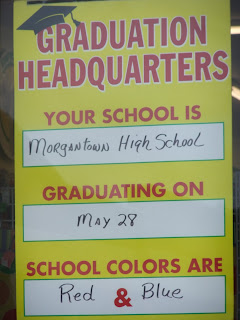 GRADUATION
HEADQUARTERS
YOUR SCHOOL IS
Morgantown High School
GRADUATING ON
May 28
SCHOOL COLORS ARE
Red & Blue